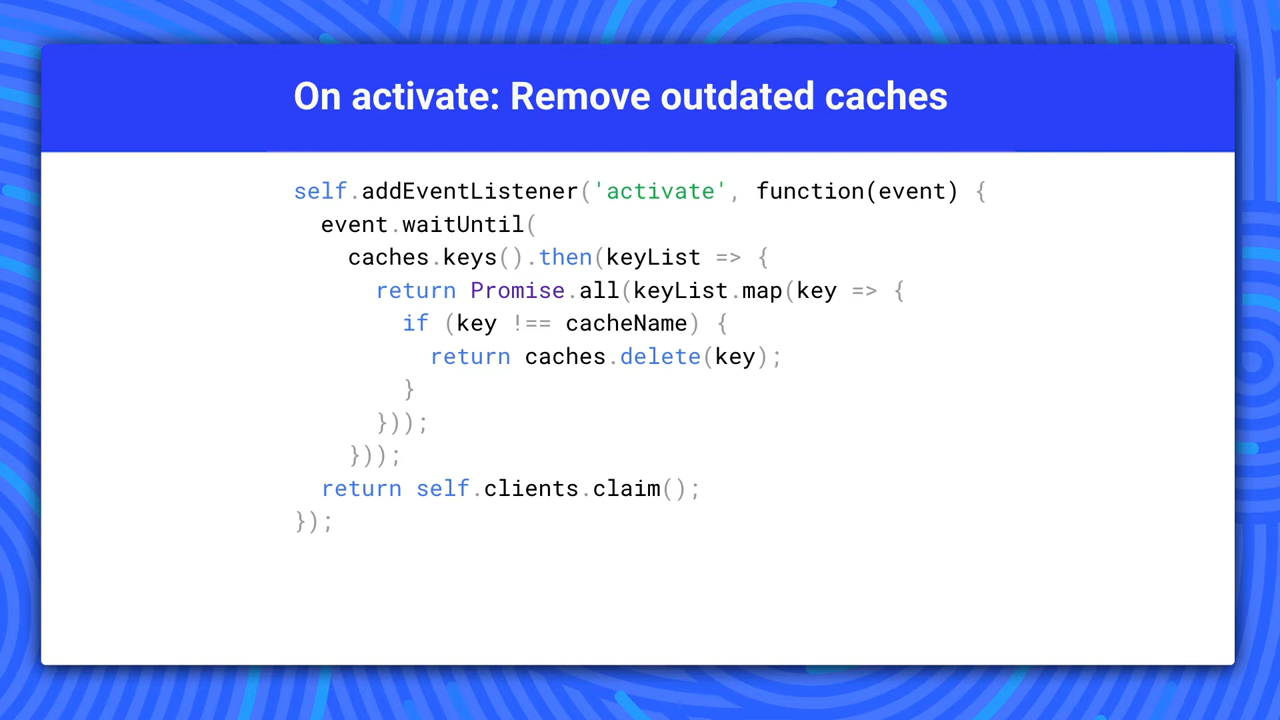 On activate: Remove outdated caches
self.addEventListener('activate', function(event) {
  event.waitUntil(
    caches.keys().then(keyList => {
      return Promise.all(keyList.map(key => {
        if (key !== cacheName) {
          return caches.delete(key);
        }
      }));
    }));
  return self.clients.claim();
});